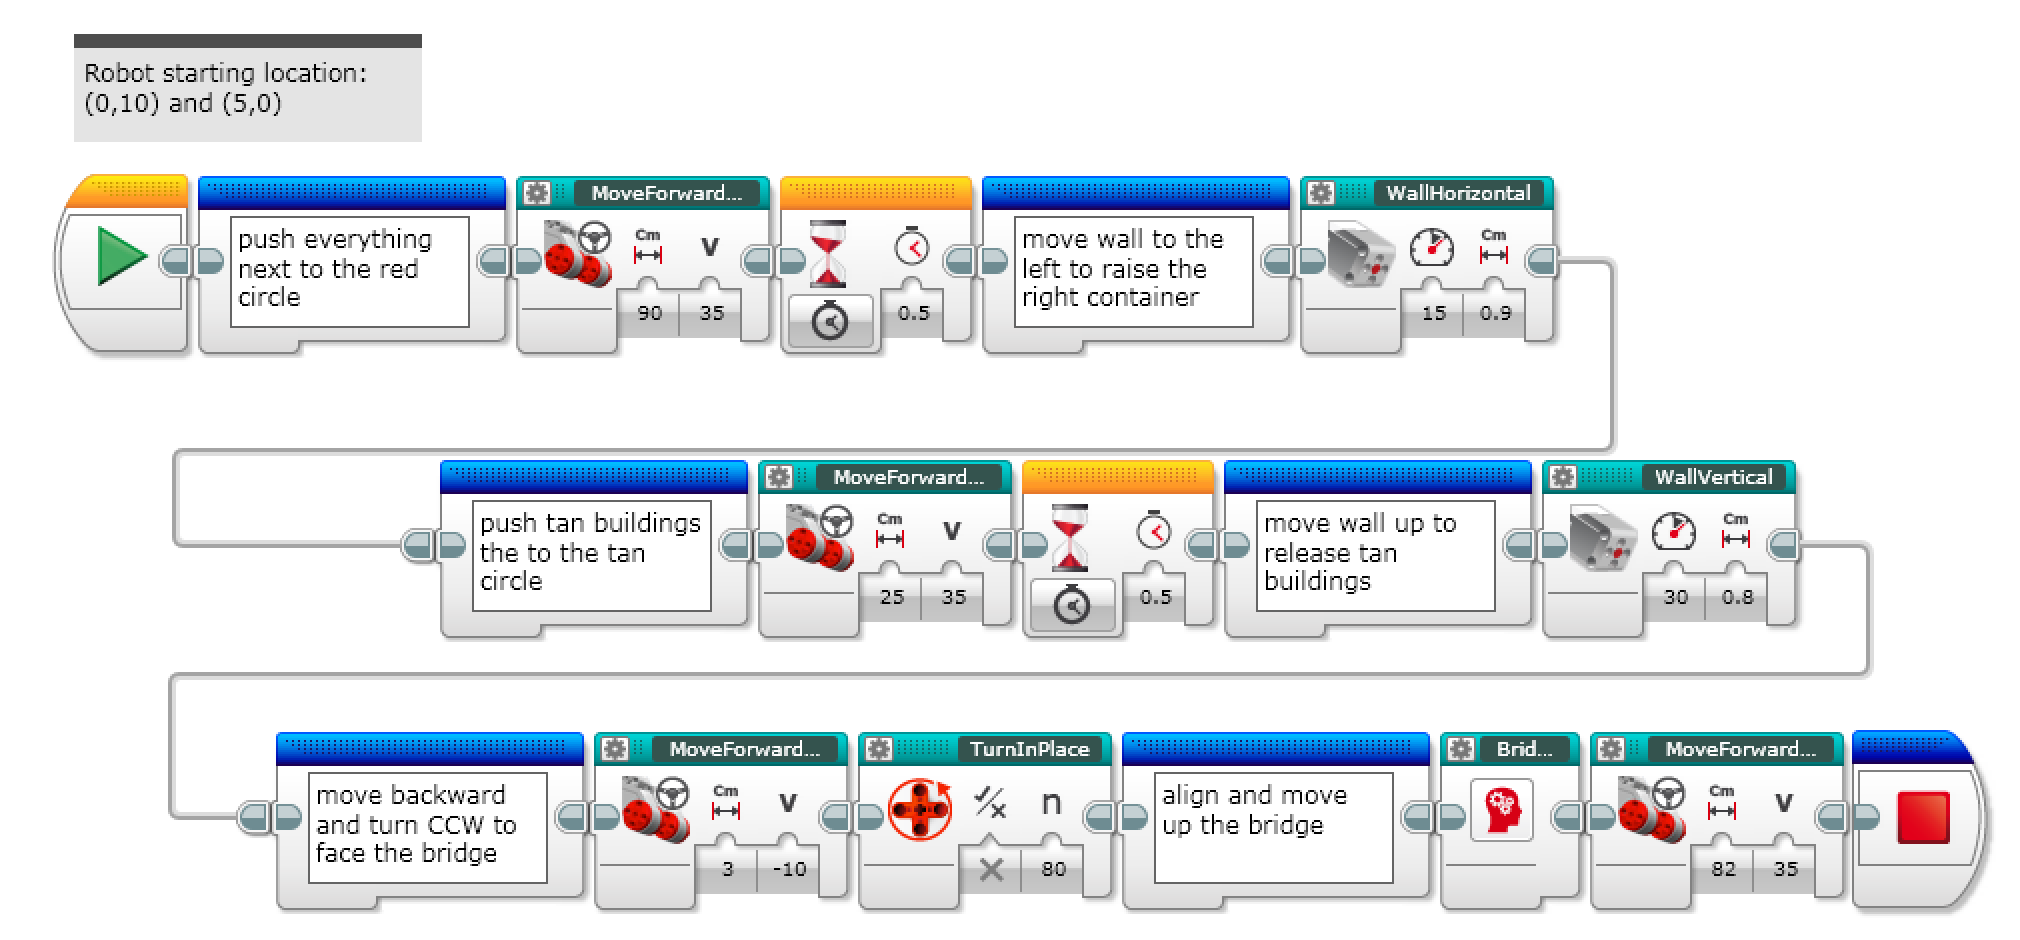 Robot starting location:
(0,10) and (5,0)
push everything
next to the red
circle
MoveForward...
Cm V
90 35
0.5
move wall to the
left to raise the
right container
WallHorizontal
Cm
15 0.9
push tan buildings
the to the tan
circle
MoveForward...
Cm V
25 35
0.5
move wall up to
release tan
buildings
WallVertical
Cm
30 0.8
move backward
and turn CCW to
face the bridge
MoveForward...
Cm V
3 -10
TurnInPlace
n
80
align and move
up the bridge
Brid...
MoveForward...
Cm V
82 35